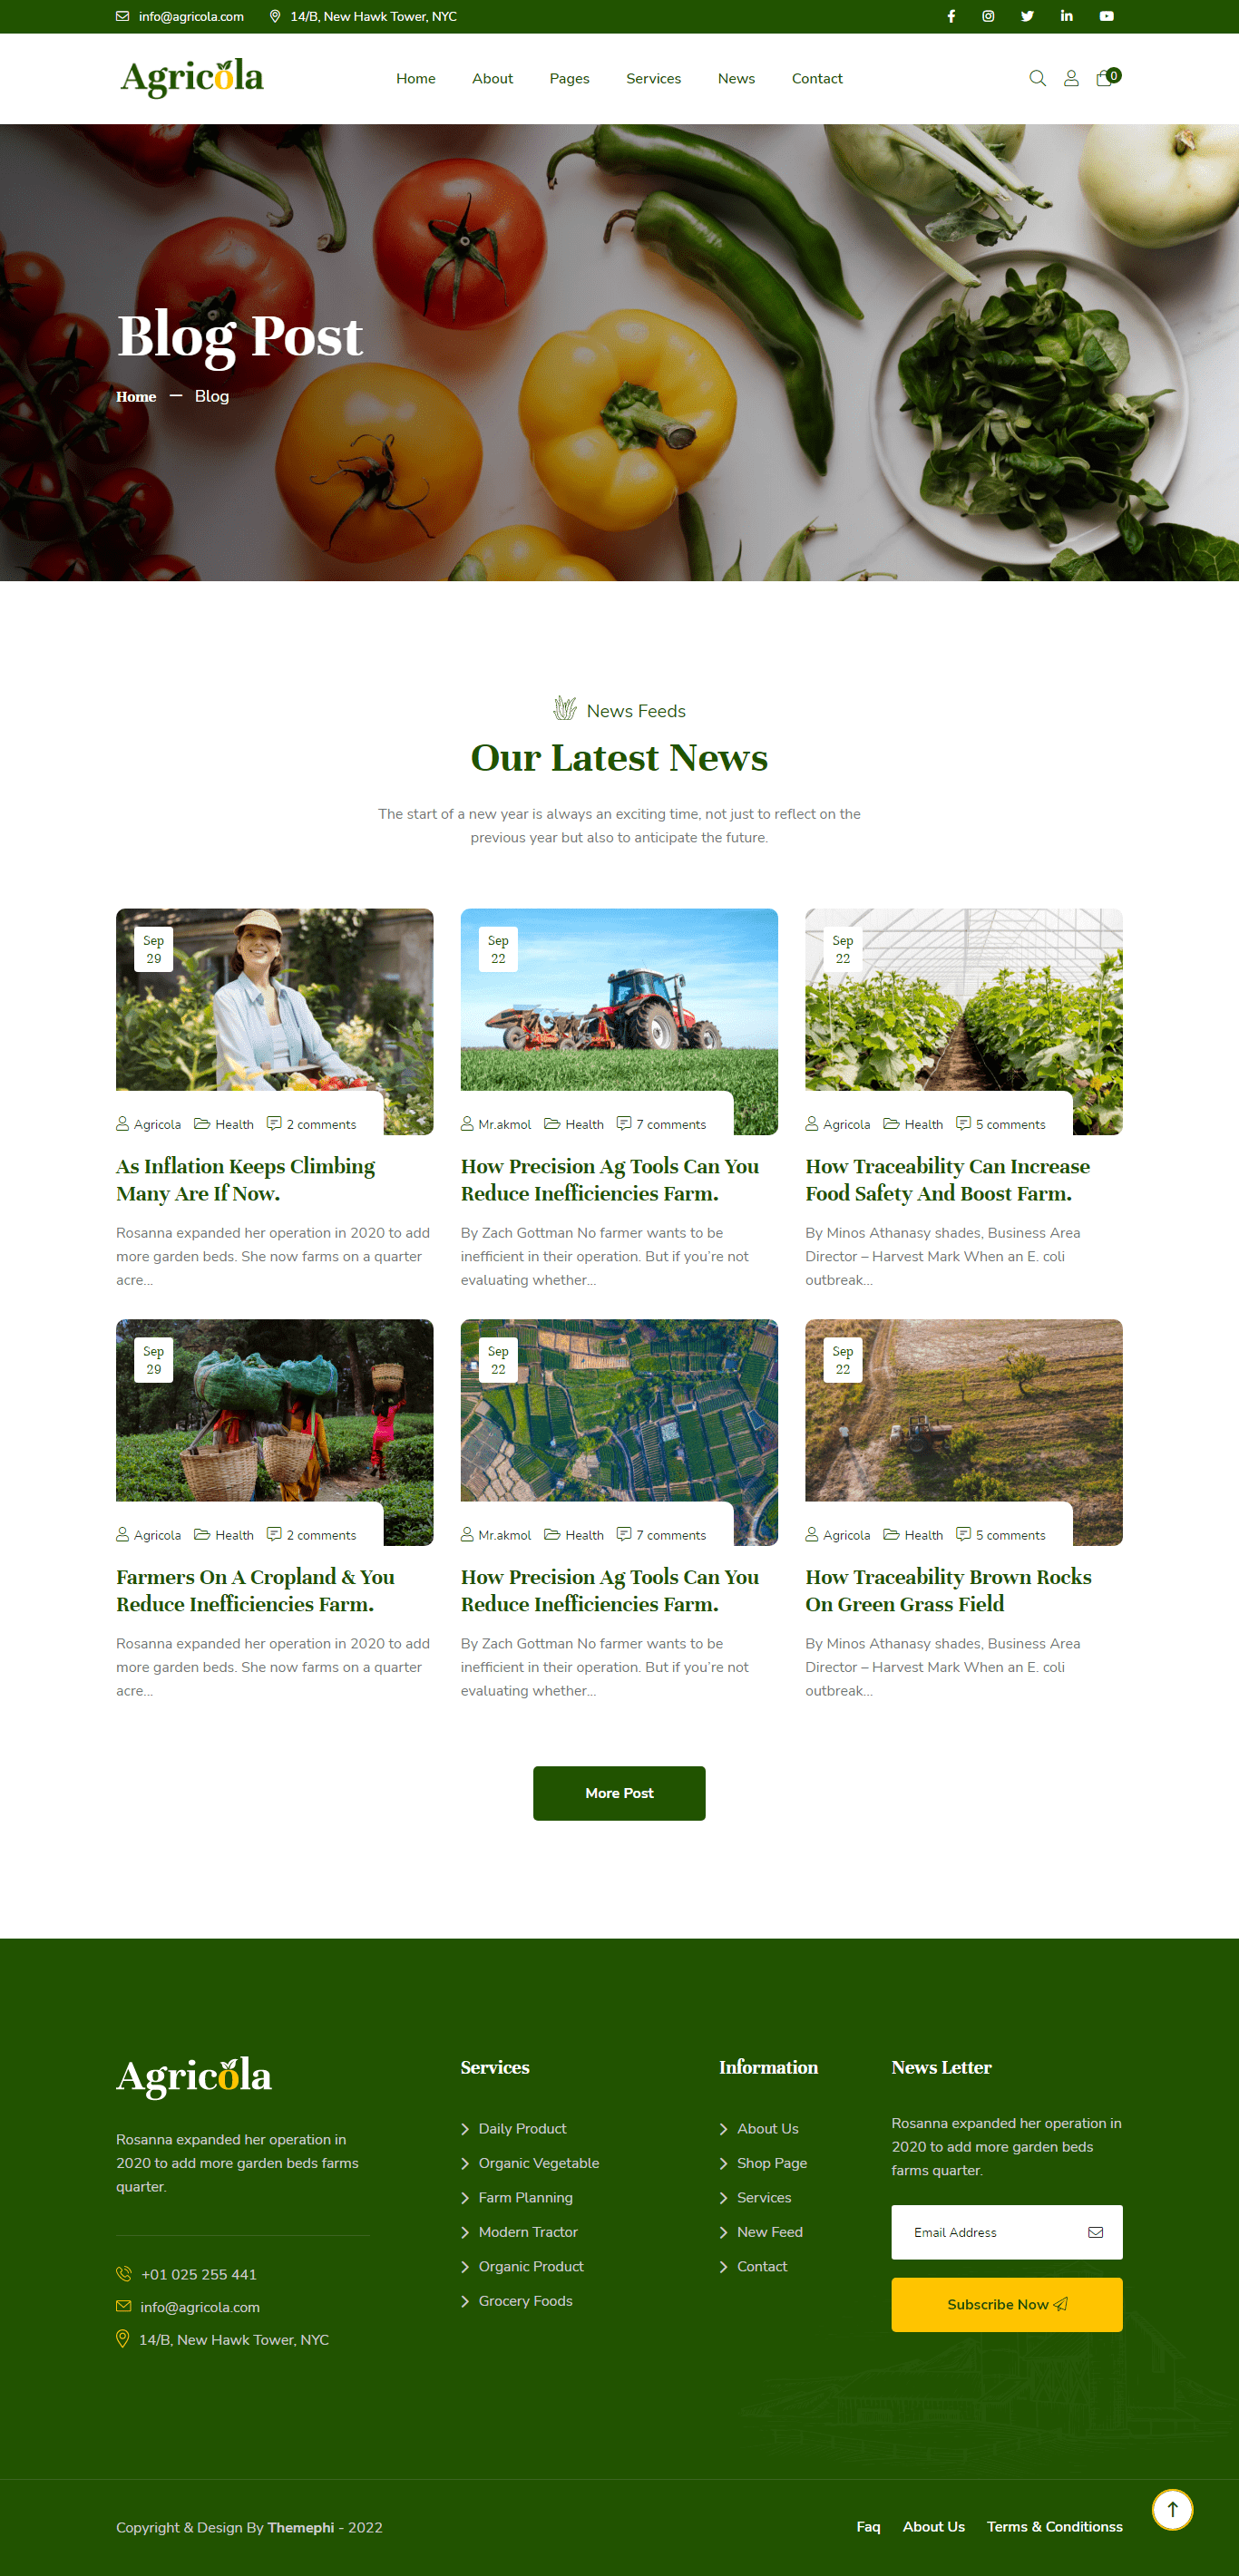 info@agricola.com 14/B, New Hawk Tower, NYC
Agricola Home About Pages Services News Contact 0
Blog Post
Home — Blog
News Feeds
Our Latest News
The start of a new year is always an exciting time, not just to reflect on the
previous year but also to anticipate the future.
Sep
29
Agricola Health 2 comments
As Inflation Keeps Climbing
Many Are If Now.
Rosanna expanded her operation in 2020 to add
more garden beds. She now farms on a quarter
acre...
Sep
22
Mr.akmol Health 7 comments
How Precision Ag Tools Can You
Reduce Inefficiencies Farm.
By Zach Gottman No farmer wants to be
inefficient in their operation. But if you’re not
evaluating whether...
Sep
22
Agricola Health 5 comments
How Traceability Can Increase
Food Safety And Boost Farm.
By Minos Athanasy shades, Business Area
Director – Harvest Mark When an E. coli
outbreak...
Sep
29
Agricola Health 2 comments
Farmers On A Cropland & You
Reduce Inefficiencies Farm.
Rosanna expanded her operation in 2020 to add
more garden beds. She now farms on a quarter
acre...
Sep
22
Mr.akmol Health 7 comments
How Precision Ag Tools Can You
Reduce Inefficiencies Farm.
By Zach Gottman No farmer wants to be
inefficient in their operation. But if you’re not
evaluating whether...
Sep
22
Agricola Health 5 comments
How Traceability Brown Rocks
On Green Grass Field
By Minos Athanasy shades, Business Area
Director – Harvest Mark When an E. coli
outbreak...
More Post
Agricola
Rosanna expanded her operation in
2020 to add more garden beds farms
quarter.
+01 025 255 441
info@agricola.com
14/B, New Hawk Tower, NYC
Services
Daily Product
Organic Vegetable
Farm Planning
Modern Tractor
Organic Product
Grocery Foods
Information
About Us
Shop Page
Services
New Feed
Contact
News Letter
Rosanna expanded her operation in
2020 to add more garden beds
farms quarter.
Email Address
Subscribe Now
Copyright & Design By Themephi - 2022
Faq About Us Terms & Conditionss